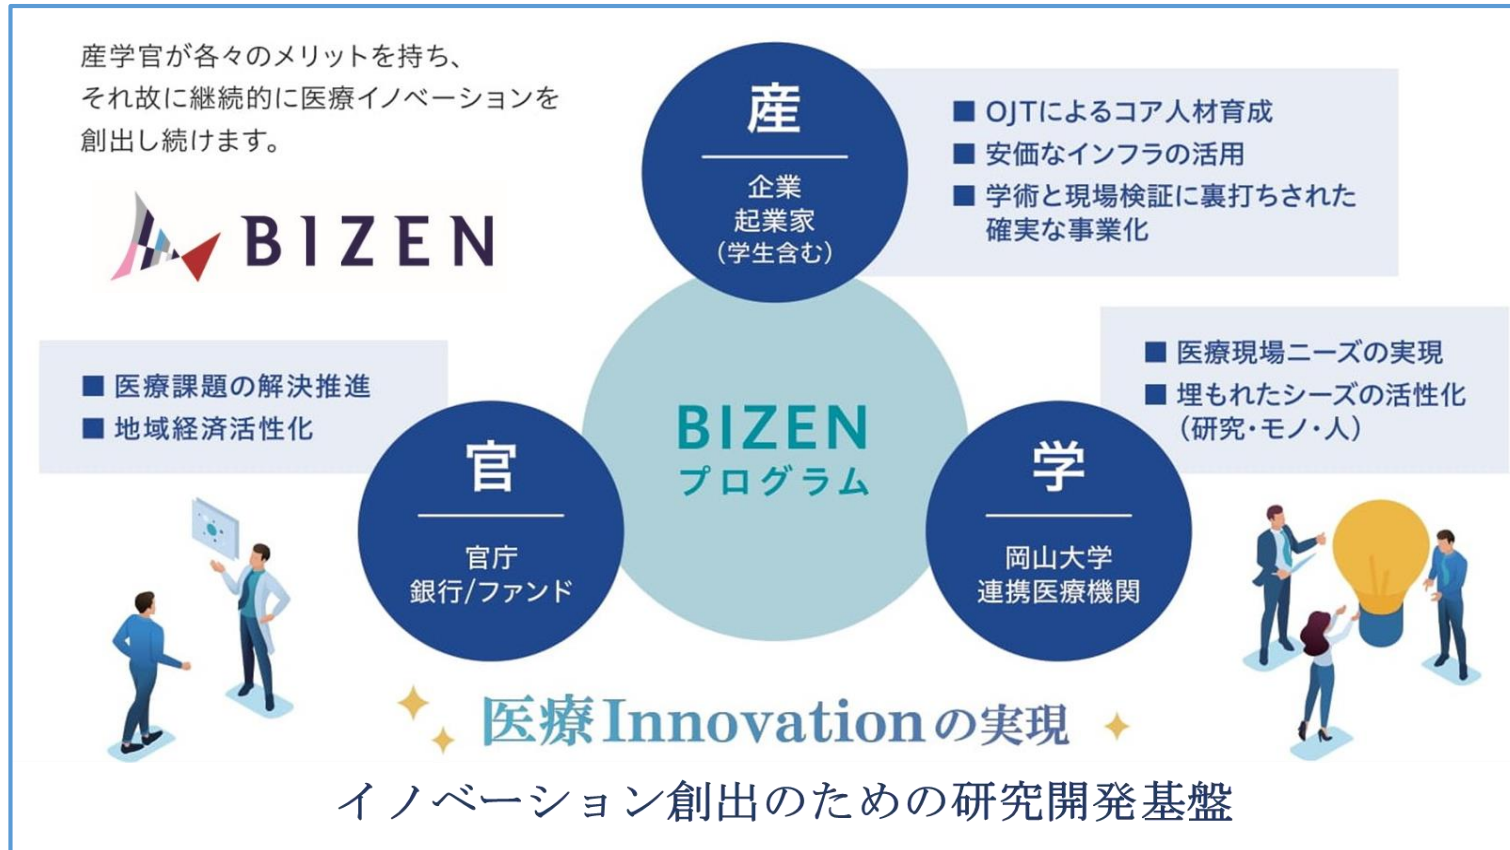 産学官が各々のメリットを持ち、
それ故に継続的に医療イノベーションを
創出し続けます。
BIZEN
産
企業
起業家
（学生含む）
■ OJTによるコア人材育成
■ 安価なインフラの活用
■ 学術と現場検証に裏打ちされた
確実な事業化
■ 医療課題の解決推進
■ 地域経済活性化
官
官庁
銀行/ファンド
BIZEN
プログラム
■ 医療現場ニーズの実現
■ 埋もれたシーズの活性化
（研究・モノ・人）
学
岡山大学
連携医療機関
医療Innovationの実現
イノベーション創出のための研究開発基盤